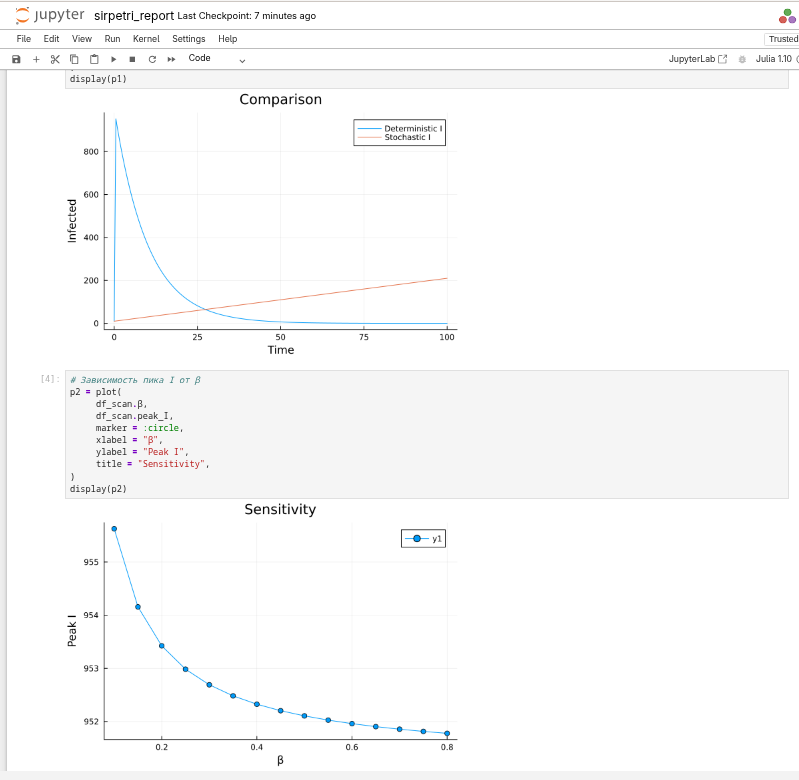 jupyter sirpetri_report Last Checkpoint: 7 minutes ago
File Edit View Run Kernel Settings Help Trusted
Code JupyterLab Julia 1.10
display(p1)
Comparison
Deterministic I
Stochastic I
800
600
400
200
0
Infected
0 25 50 75 100
Time
[4]:
# Зависимость пика I от β
p2 = plot(
df_scan.β,
df_scan.peak_I,
marker = :circle,
xlabel = "β",
ylabel = "Peak I",
title = "Sensitivity",
)
display(p2)
Sensitivity
y1
955
954
953
952
Peak I
0.2 0.4 0.6 0.8
β